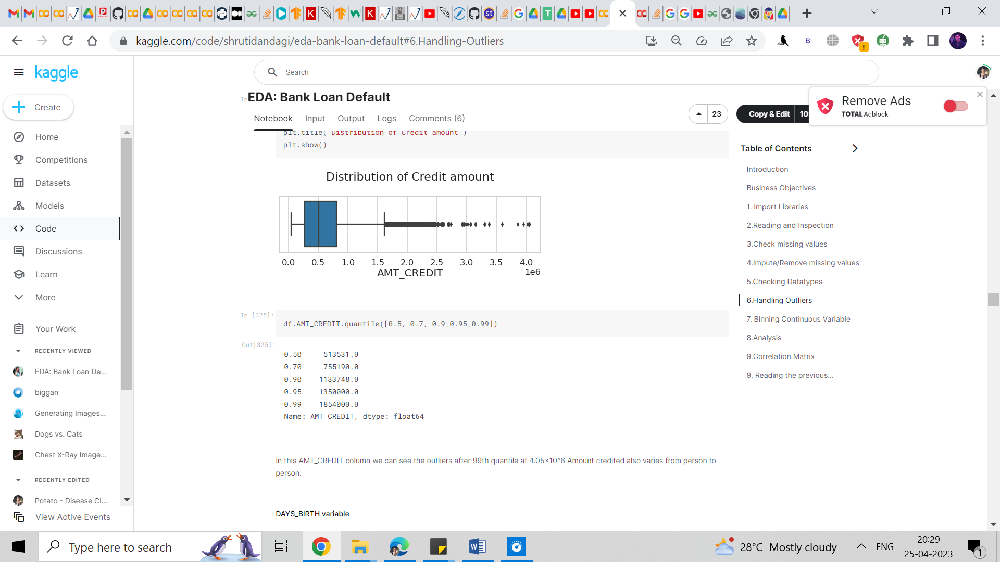 kaggle.com/code/shrutidandagi/eda-bank-loan-default#6.Handling-Outliers
B
!
kaggle
Search
Create
Home
Competitions
Datasets
Models
Code
Discussions
Learn
More
Your Work
RECENTLY VIEWED
EDA: Bank Loan De...
biggan
Generating Images...
Dogs vs. Cats
Chest X-Ray Image...
RECENTLY EDITED
Potato - Disease Cl...
View Active Events
In
EDA: Bank Loan Default
Notebook Input Output Logs Comments (6)
23
Copy & Edit 10
Remove Ads
TOTAL Adblock
plt.title('Distribution of Credit amount')
plt.show()
Distribution of Credit amount
0.0 0.5 1.0 1.5 2.0 2.5 3.0 3.5 4.0
AMT_CREDIT
1e6
In [325]:
df.AMT_CREDIT.quantile([0.5, 0.7, 0.9,0.95,0.99])
Out[325]:
0.50 513531.0
0.70 755190.0
0.90 1133748.0
0.95 1350000.0
0.99 1854000.0
Name: AMT_CREDIT, dtype: float64
In this AMT_CREDIT column we can see the outliers after 99th quantile at 4.05×10^6 Amount credited also varies from person to
person.
DAYS_BIRTH variable
Table of Contents
Introduction
Business Objectives
1. Import Libraries
2.Reading and Inspection
3.Check missing values
4.Impute/Remove missing values
5.Checking Datatypes
6.Handling Outliers
7. Binning Continuous Variable
8.Analysis
9.Correlation Matrix
9. Reading the previous...
Type here to search
28°C Mostly cloudy
ENG
20:29
25-04-2023
1